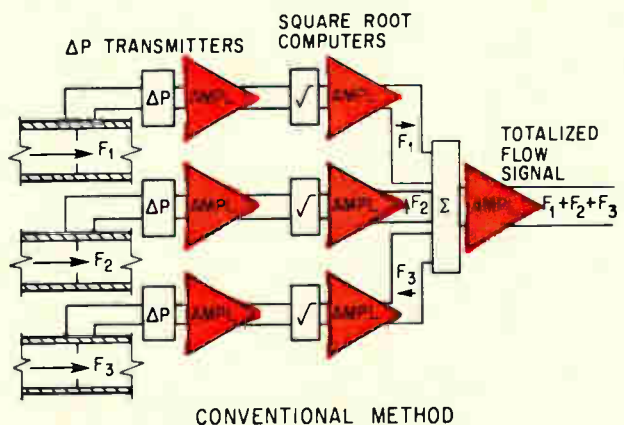 SQUARE ROOT
COMPUTERS
ΔP TRANSMITTERS
ΔP AMPL √ AMPL
F₁
F₁
TOTALIZED
FLOW
SIGNAL
ΔP AMPL √ AMPL F₂ Σ AMPL F₁+F₂+F₃
F₂
F₃
ΔP AMPL √ AMPL
F₃
CONVENTIONAL METHOD